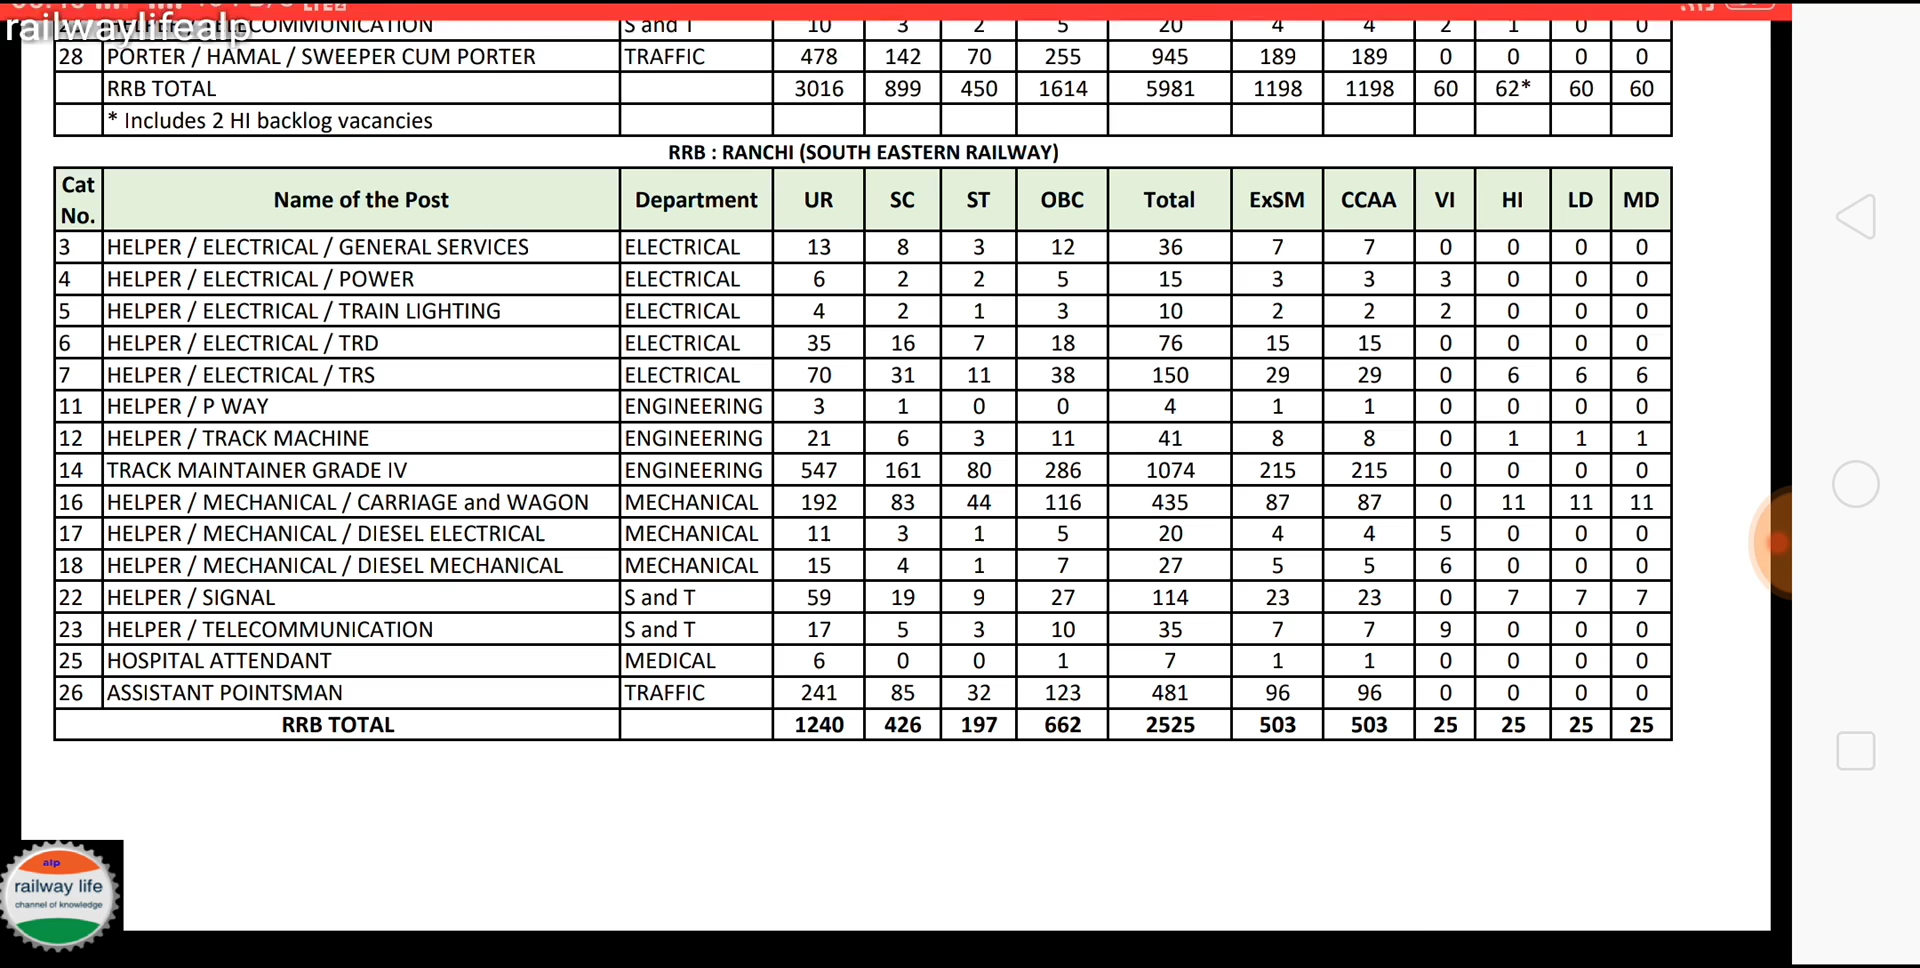 railwaylifealp
TELECOMMUNICATION S and T 10 3 2 5 20 4 4 2 1 0 0
28 PORTER / HAMAL / SWEEPER CUM PORTER TRAFFIC 478 142 70 255 945 189 189 0 0 0 0
RRB TOTAL 3016 899 450 1614 5981 1198 1198 60 62* 60 60
* Includes 2 HI backlog vacancies
RRB : RANCHI (SOUTH EASTERN RAILWAY)
Cat No. Name of the Post Department UR SC ST OBC Total ExSM CCAA VI HI LD MD
3 HELPER / ELECTRICAL / GENERAL SERVICES ELECTRICAL 13 8 3 12 36 7 7 0 0 0 0
4 HELPER / ELECTRICAL / POWER ELECTRICAL 6 2 2 5 15 3 3 3 0 0 0
5 HELPER / ELECTRICAL / TRAIN LIGHTING ELECTRICAL 4 2 1 3 10 2 2 2 0 0 0
6 HELPER / ELECTRICAL / TRD ELECTRICAL 35 16 7 18 76 15 15 0 0 0 0
7 HELPER / ELECTRICAL / TRS ELECTRICAL 70 31 11 38 150 29 29 0 6 6 6
11 HELPER / P WAY ENGINEERING 3 1 0 0 4 1 1 0 0 0 0
12 HELPER / TRACK MACHINE ENGINEERING 21 6 3 11 41 8 8 0 1 1 1
14 TRACK MAINTAINER GRADE IV ENGINEERING 547 161 80 286 1074 215 215 0 0 0 0
16 HELPER / MECHANICAL / CARRIAGE and WAGON MECHANICAL 192 83 44 116 435 87 87 0 11 11 11
17 HELPER / MECHANICAL / DIESEL ELECTRICAL MECHANICAL 11 3 1 5 20 4 4 5 0 0 0
18 HELPER / MECHANICAL / DIESEL MECHANICAL MECHANICAL 15 4 1 7 27 5 5 6 0 0 0
22 HELPER / SIGNAL S and T 59 19 9 27 114 23 23 0 7 7 7
23 HELPER / TELECOMMUNICATION S and T 17 5 3 10 35 7 7 9 0 0 0
25 HOSPITAL ATTENDANT MEDICAL 6 0 0 1 7 1 1 0 0 0 0
26 ASSISTANT POINTSMAN TRAFFIC 241 85 32 123 481 96 96 0 0 0 0
RRB TOTAL 1240 426 197 662 2525 503 503 25 25 25 25
alp
railway life
channel of knowledge